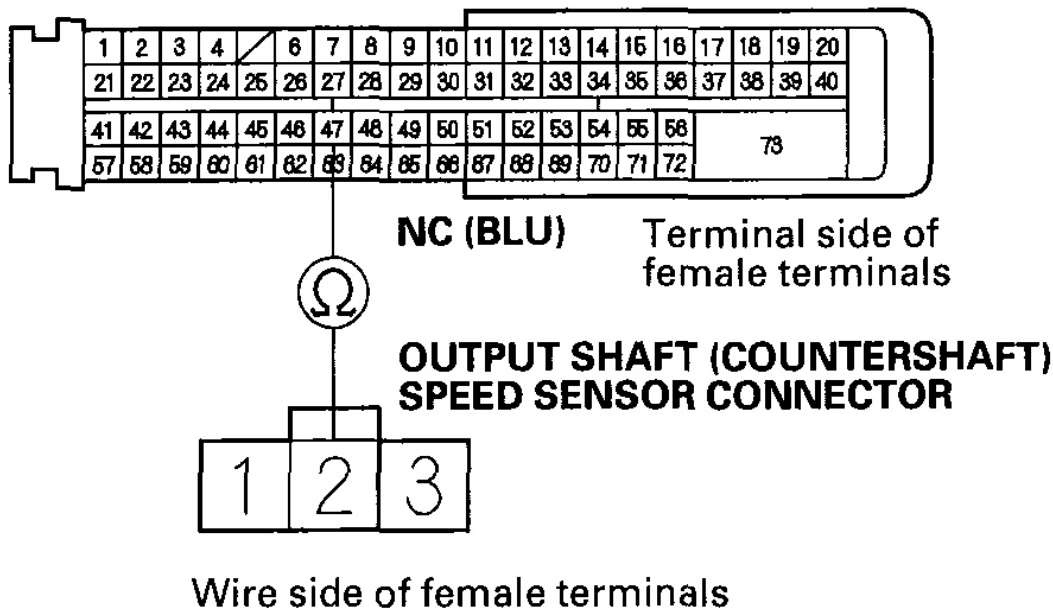 1 2 3 4 6 7 8 9 10 11 12 13 14 15 16 17 18 19 20
21 22 23 24 25 26 27 28 29 30 31 32 33 34 35 36 37 38 39 40
41 42 43 44 45 46 47 48 49 50 51 52 53 54 55 56 73
57 58 59 60 61 62 63 64 65 66 67 68 69 70 71 72
NC (BLU)
Terminal side of
female terminals
Ω
OUTPUT SHAFT (COUNTERSHAFT)
SPEED SENSOR CONNECTOR
1 2 3
Wire side of female terminals